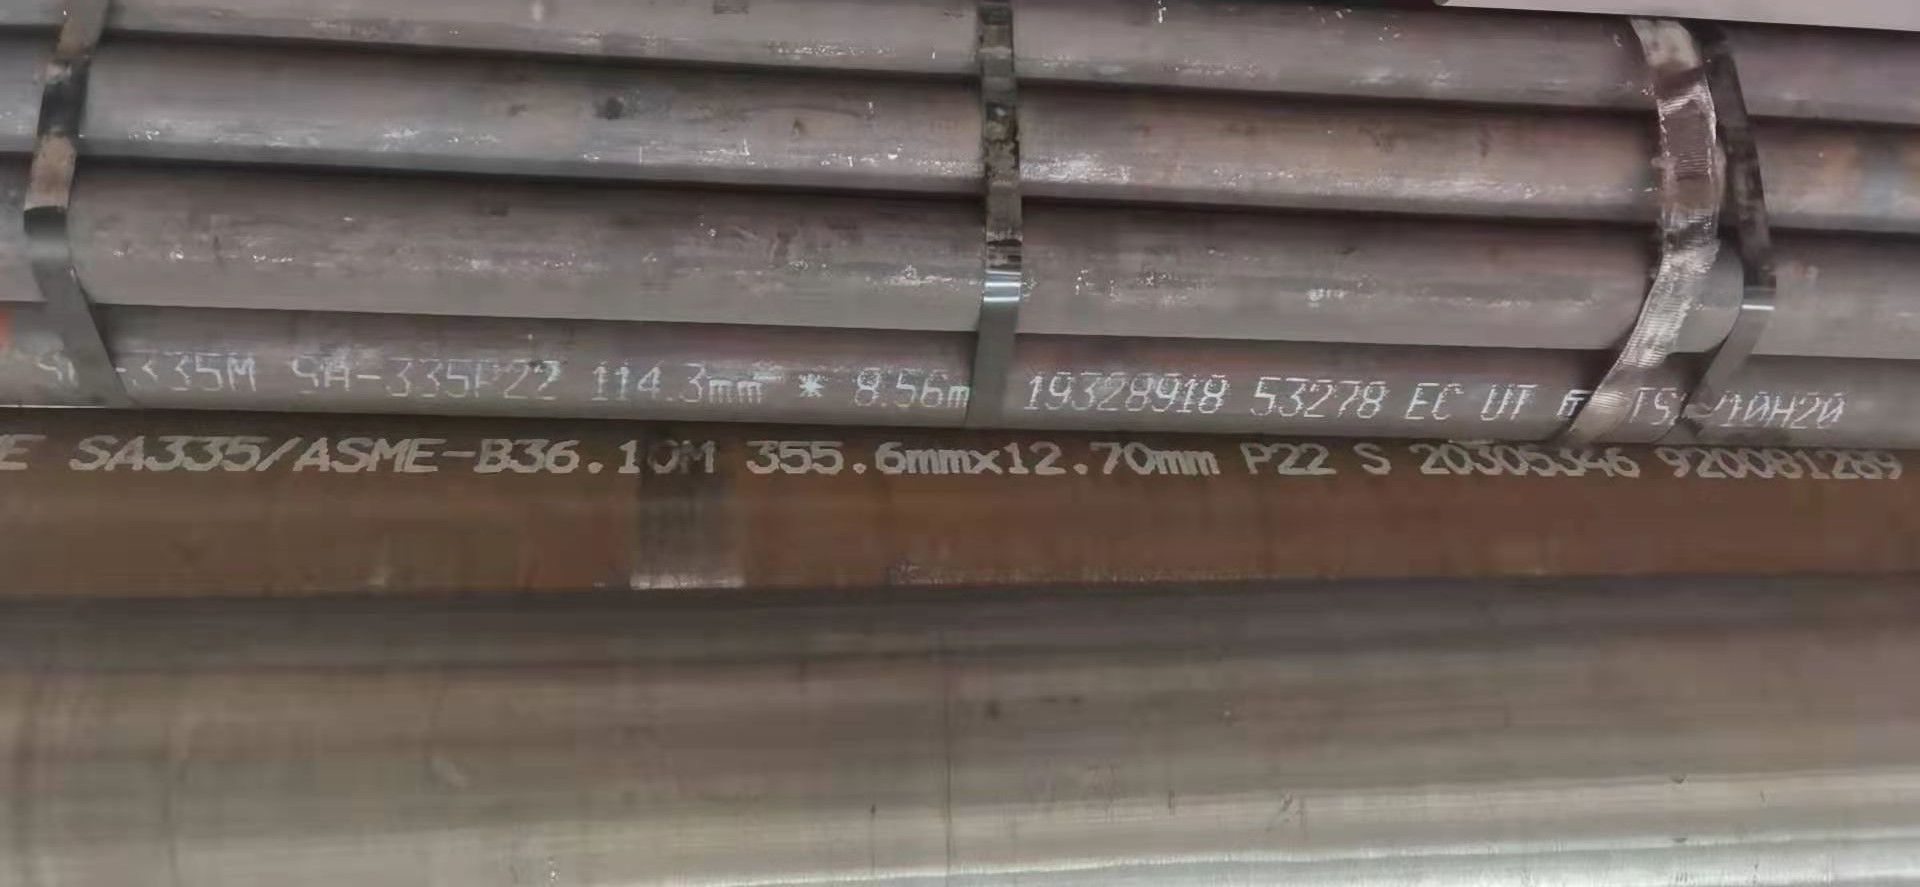 -335M SA-335P22 114.3mm * 8.56m 19328918 53278 EC UT
E SA335/ASME-B36.10M 355.6mmx12.70mm P22 S 20305346 920081289